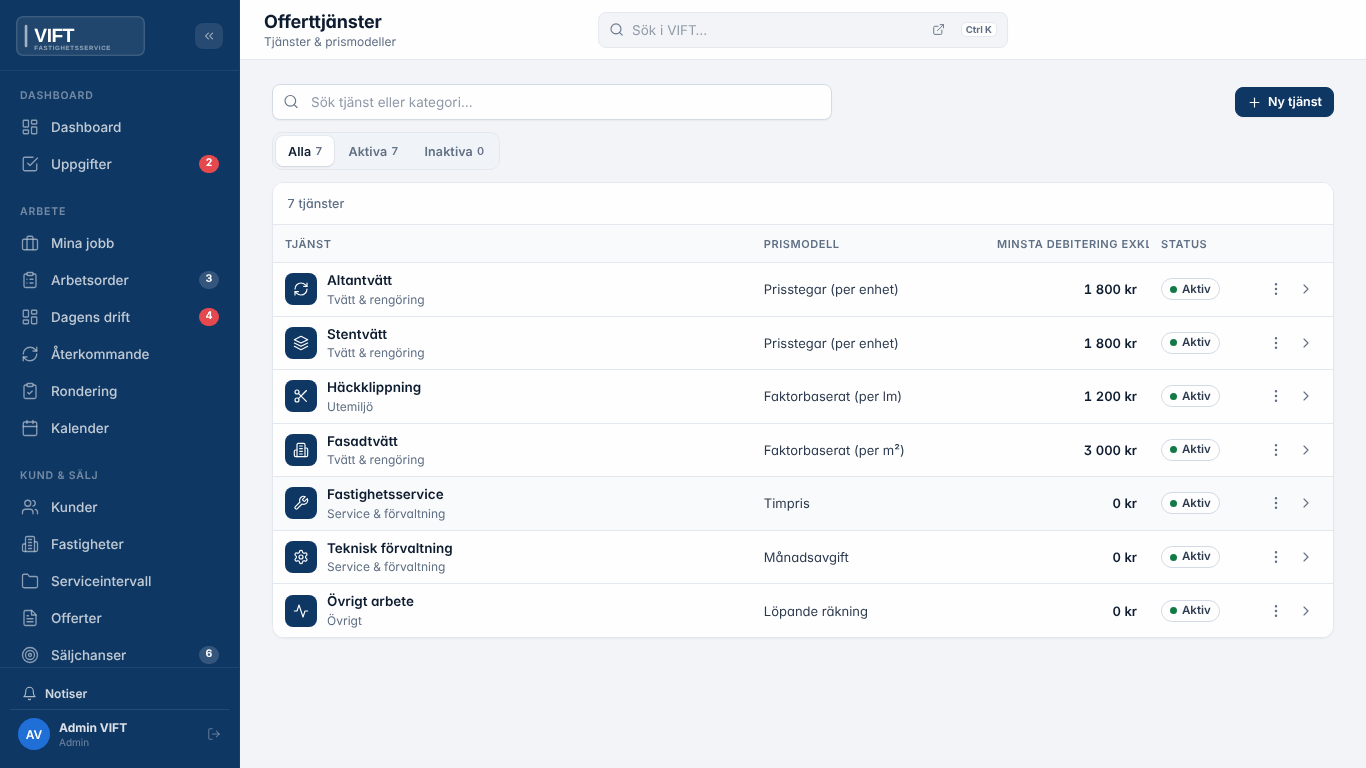 VIFT
FASTIGHETSSERVICE
DASHBOARD
Dashboard
Uppgifter 2
ARBETE
Mina jobb
Arbetsorder 3
Dagens drift 4
Återkommande
Rondering
Kalender
KUND & SÄLJ
Kunder
Fastigheter
Serviceintervall
Offerter
Säljchanser 6
Notiser
AV Admin VIFT
Admin
Offerttjänster
Tjänster & prismodeller
Sök i VIFT... Ctrl K
Sök tjänst eller kategori...
Ny tjänst
Alla 7 Aktiva 7 Inaktiva 0
7 tjänster
TJÄNST PRISMODELL MINSTA DEBITERING EXKL STATUS
Altantvätt
Tvätt & rengöring
Prisstegar (per enhet) 1 800 kr Aktiv
Stentvätt
Tvätt & rengöring
Prisstegar (per enhet) 1 800 kr Aktiv
Häckklippning
Utemiljö
Faktorbaserat (per lm) 1 200 kr Aktiv
Fasadtvätt
Tvätt & rengöring
Faktorbaserat (per m²) 3 000 kr Aktiv
Fastighetsservice
Service & förvaltning
Timpris 0 kr Aktiv
Teknisk förvaltning
Service & förvaltning
Månadsavgift 0 kr Aktiv
Övrigt arbete
Övrigt
Löpande räkning 0 kr Aktiv